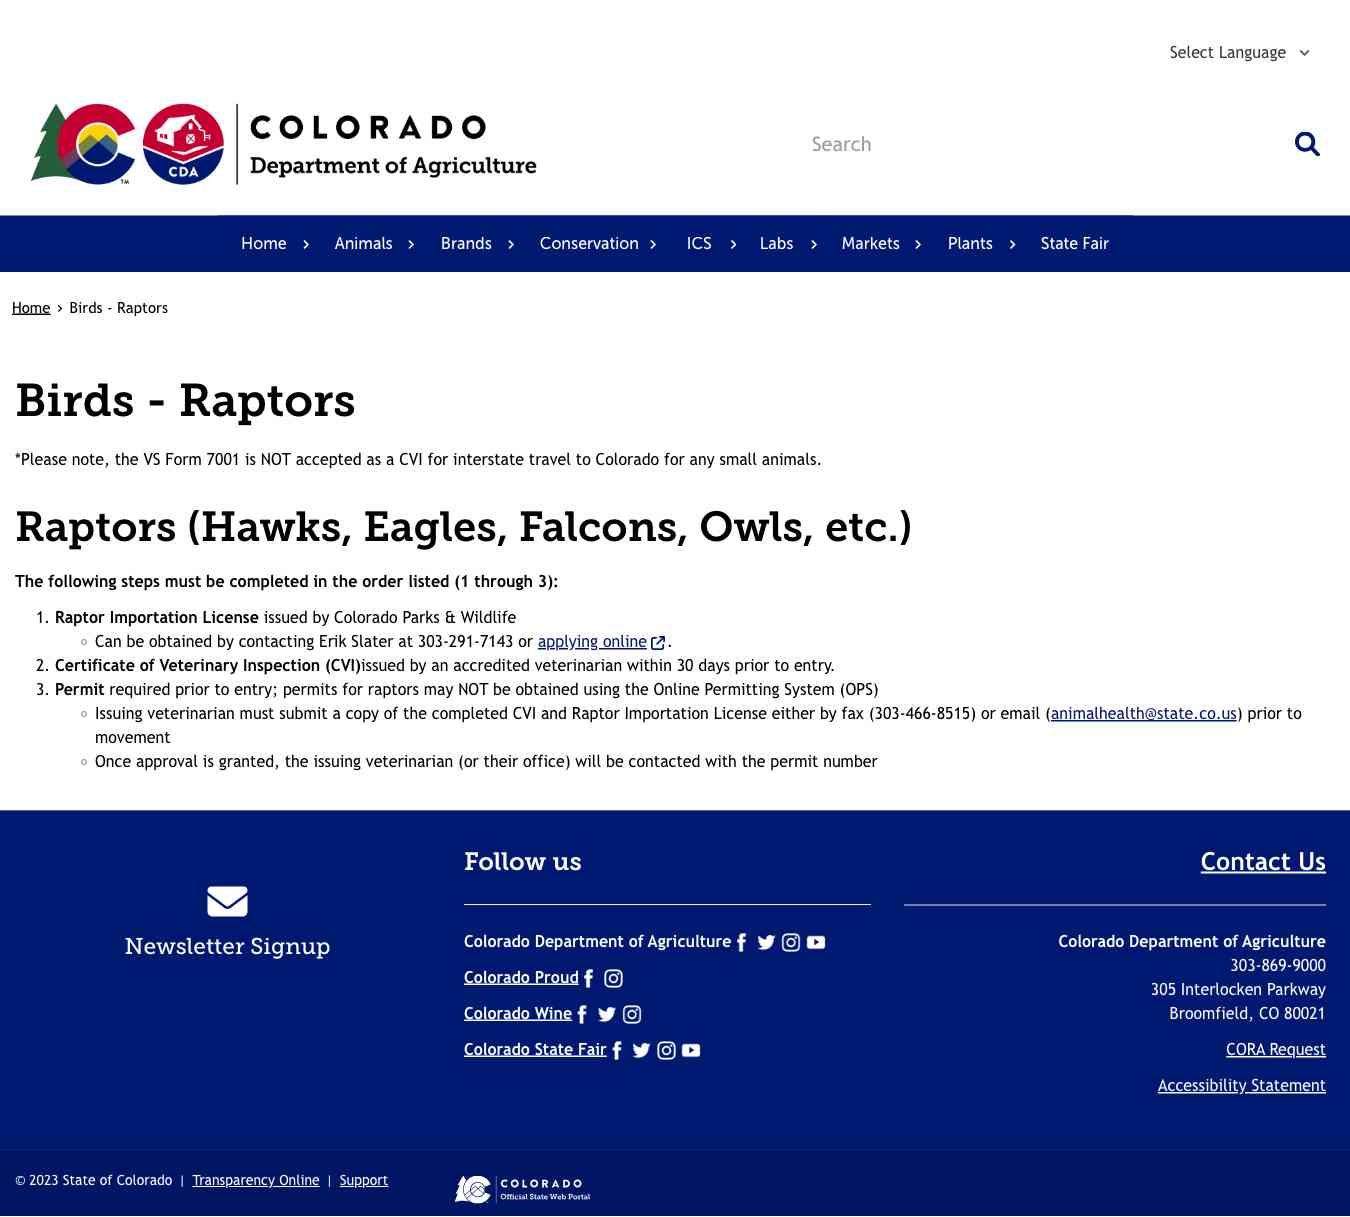 Select Language
CDA
TM
COLORADO
Department of Agriculture
Search
Home Animals Brands Conservation ICS Labs Markets Plants State Fair
Home › Birds - Raptors
Birds - Raptors
*Please note, the VS Form 7001 is NOT accepted as a CVI for interstate travel to Colorado for any small animals.
Raptors (Hawks, Eagles, Falcons, Owls, etc.)
The following steps must be completed in the order listed (1 through 3):
1. Raptor Importation License issued by Colorado Parks & Wildlife
Can be obtained by contacting Erik Slater at 303-291-7143 or applying online.
2. Certificate of Veterinary Inspection (CVI)issued by an accredited veterinarian within 30 days prior to entry.
3. Permit required prior to entry; permits for raptors may NOT be obtained using the Online Permitting System (OPS)
Issuing veterinarian must submit a copy of the completed CVI and Raptor Importation License either by fax (303-466-8515) or email (animalhealth@state.co.us) prior to
movement
Once approval is granted, the issuing veterinarian (or their office) will be contacted with the permit number
Newsletter Signup
Follow us
Colorado Department of Agriculture
Colorado Proud
Colorado Wine
Colorado State Fair
Contact Us
Colorado Department of Agriculture
303-869-9000
305 Interlocken Parkway
Broomfield, CO 80021
CORA Request
Accessibility Statement
© 2023 State of Colorado | Transparency Online | Support
COLORADO
Official State Web Portal